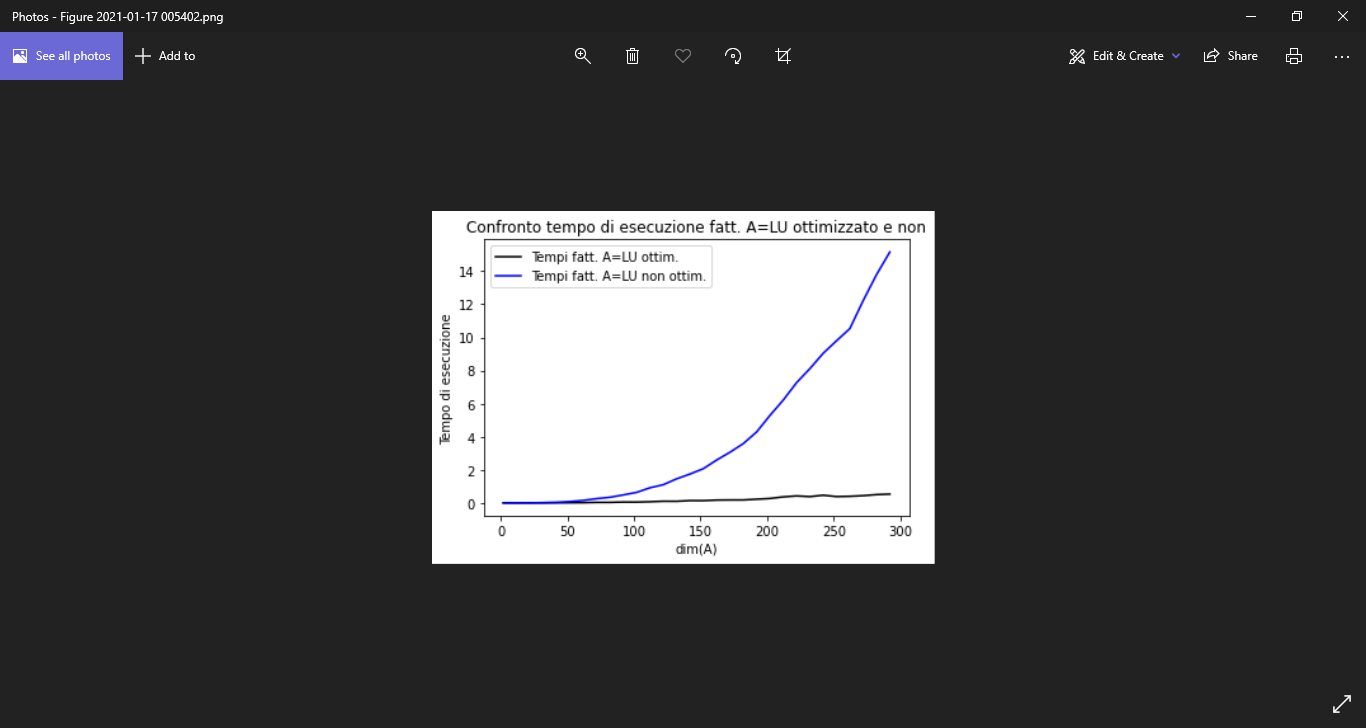 Photos - Figure 2021-01-17 005402.png
See all photos
Add to
Edit & Create
Share
Confronto tempo di esecuzione fatt. A=LU ottimizzato e non
Tempi fatt. A=LU ottim.
Tempi fatt. A=LU non ottim.
Tempo di esecuzione
14
12
10
8
6
4
2
0
0 50 100 150 200 250 300
dim(A)